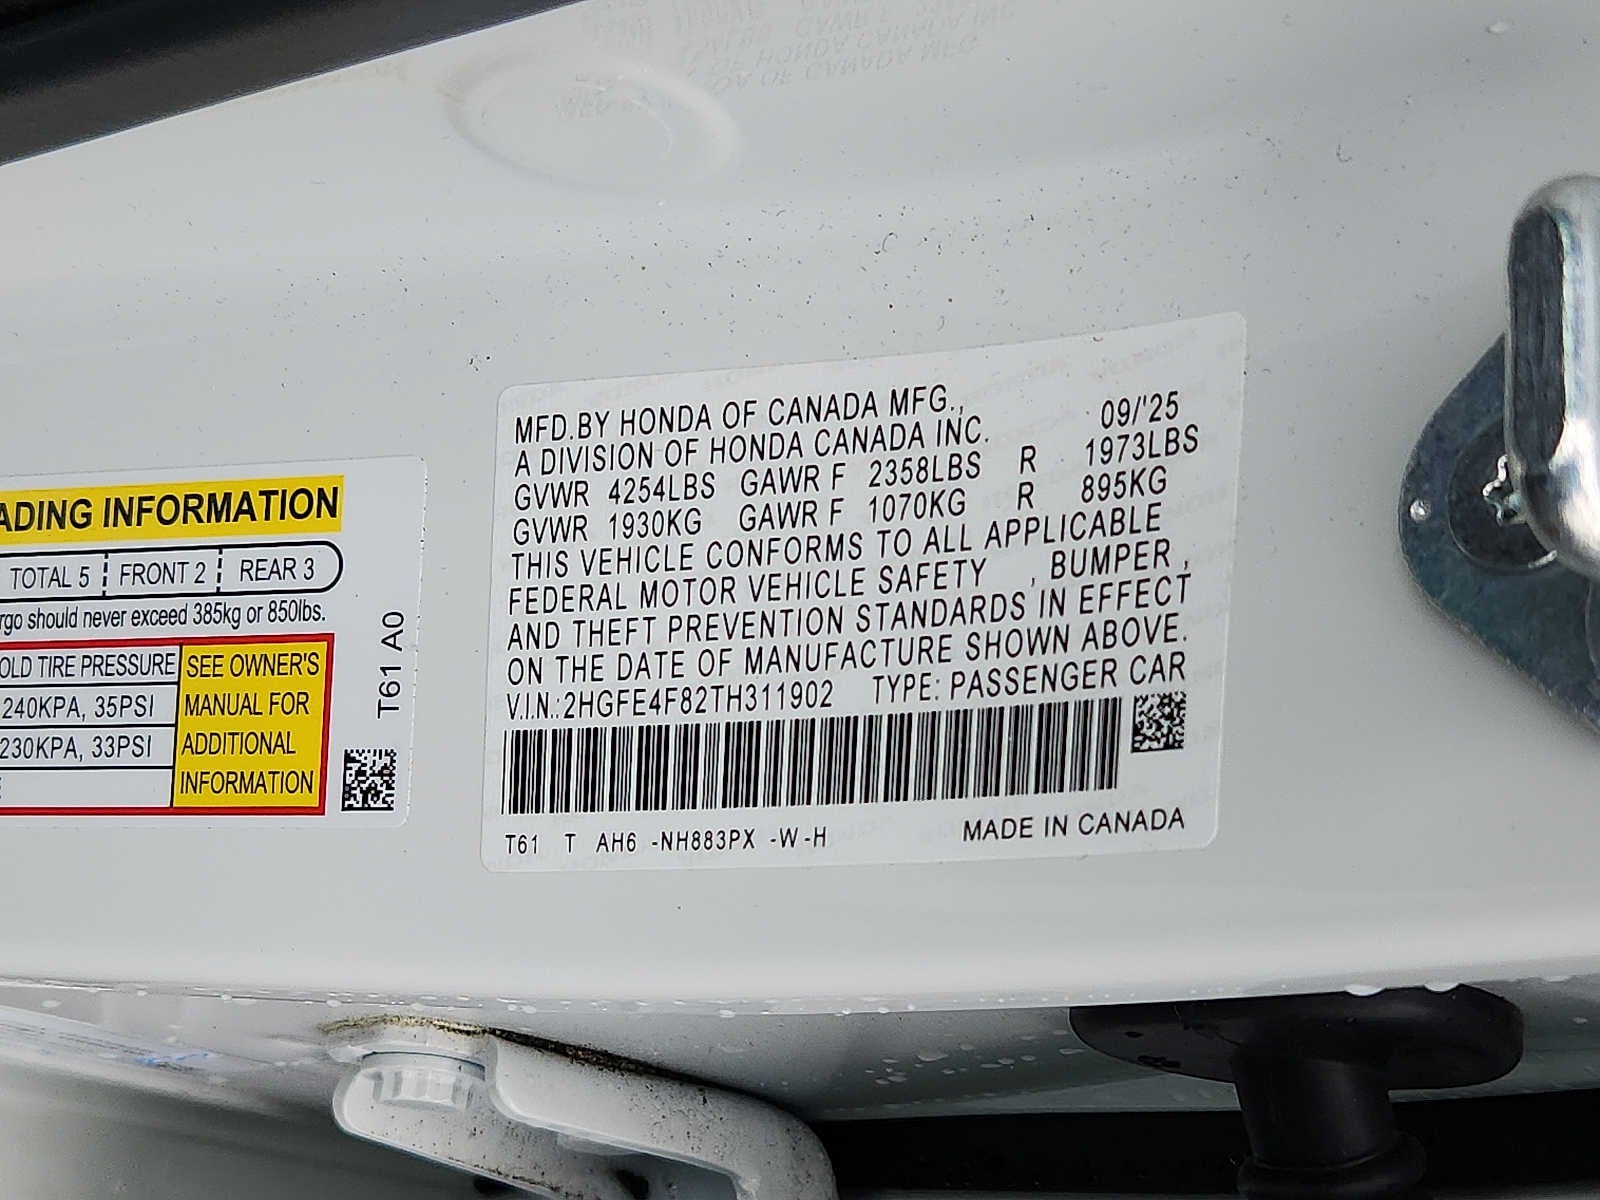 ADING INFORMATION
TOTAL 5 FRONT 2 REAR 3
rgo should never exceed 385kg or 850lbs.
OLD TIRE PRESSURE
240KPA, 35PSI
230KPA, 33PSI
SEE OWNER'S
MANUAL FOR
ADDITIONAL
INFORMATION
T61 A0
MFD.BY HONDA OF CANADA MFG., 09/'25
A DIVISION OF HONDA CANADA INC.
GVWR 4254LBS GAWR F 2358LBS R 1973LBS
GVWR 1930KG GAWR F 1070KG R 895KG
THIS VEHICLE CONFORMS TO ALL APPLICABLE
FEDERAL MOTOR VEHICLE SAFETY , BUMPER ,
AND THEFT PREVENTION STANDARDS IN EFFECT
ON THE DATE OF MANUFACTURE SHOWN ABOVE.
V.I.N.:2HGFE4F82TH311902 TYPE: PASSENGER CAR
T61 T AH6 -NH883PX -W-H MADE IN CANADA